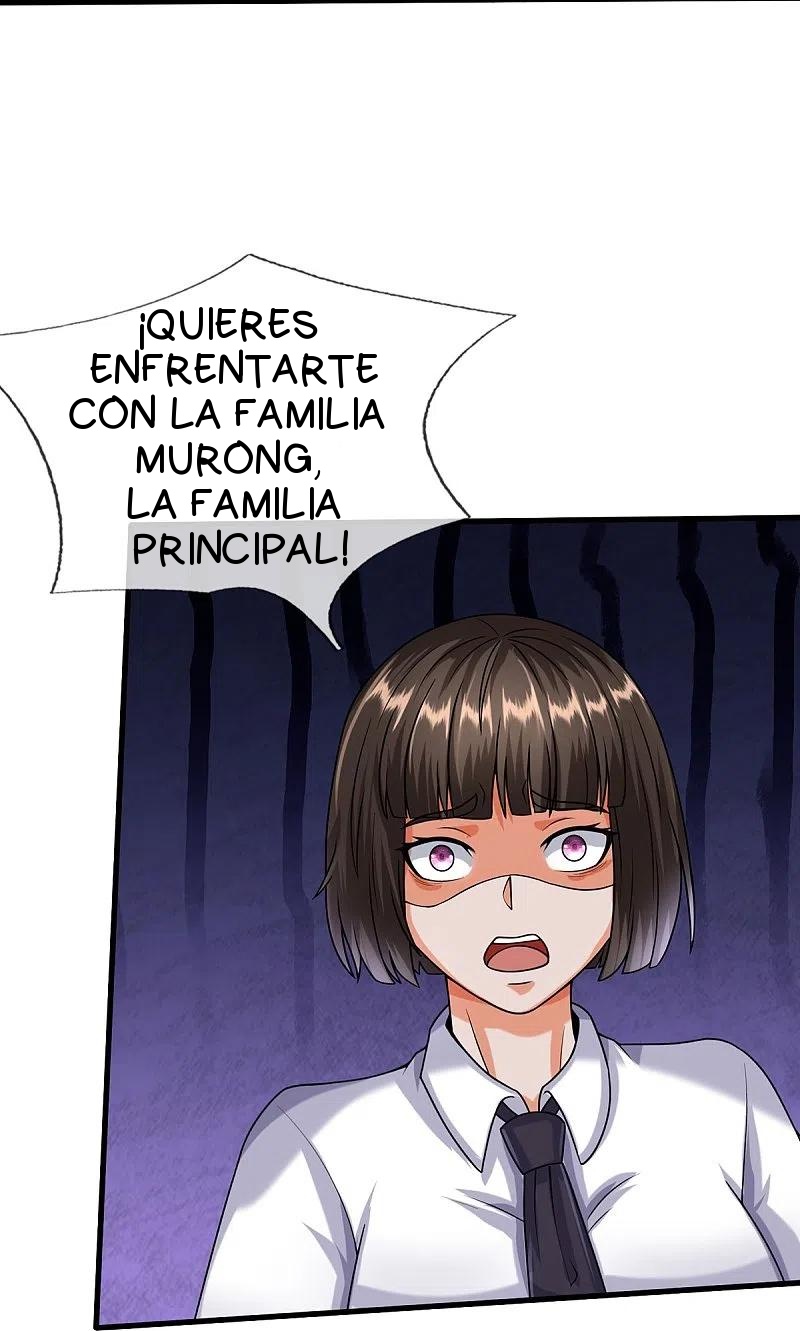 ¡QUIERES
ENFRENTARTE
CON LA FAMILIA
MURONG,
LA FAMILIA
PRINCIPAL!